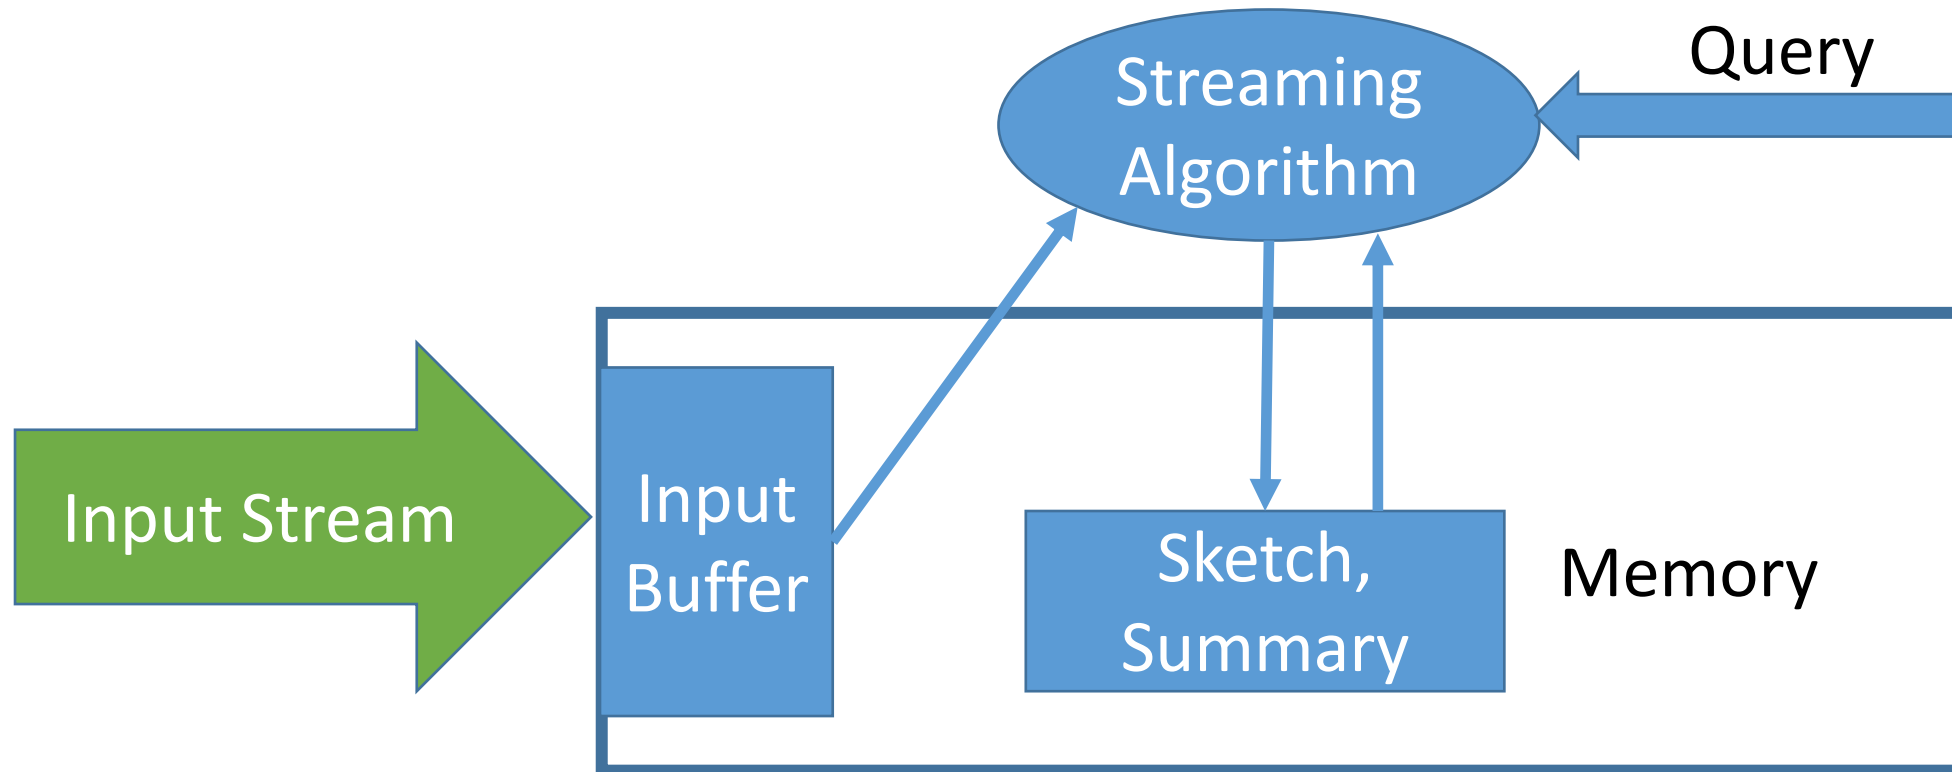 Streaming
Algorithm
Query
Input Stream
Input
Buffer
Sketch,
Summary
Memory